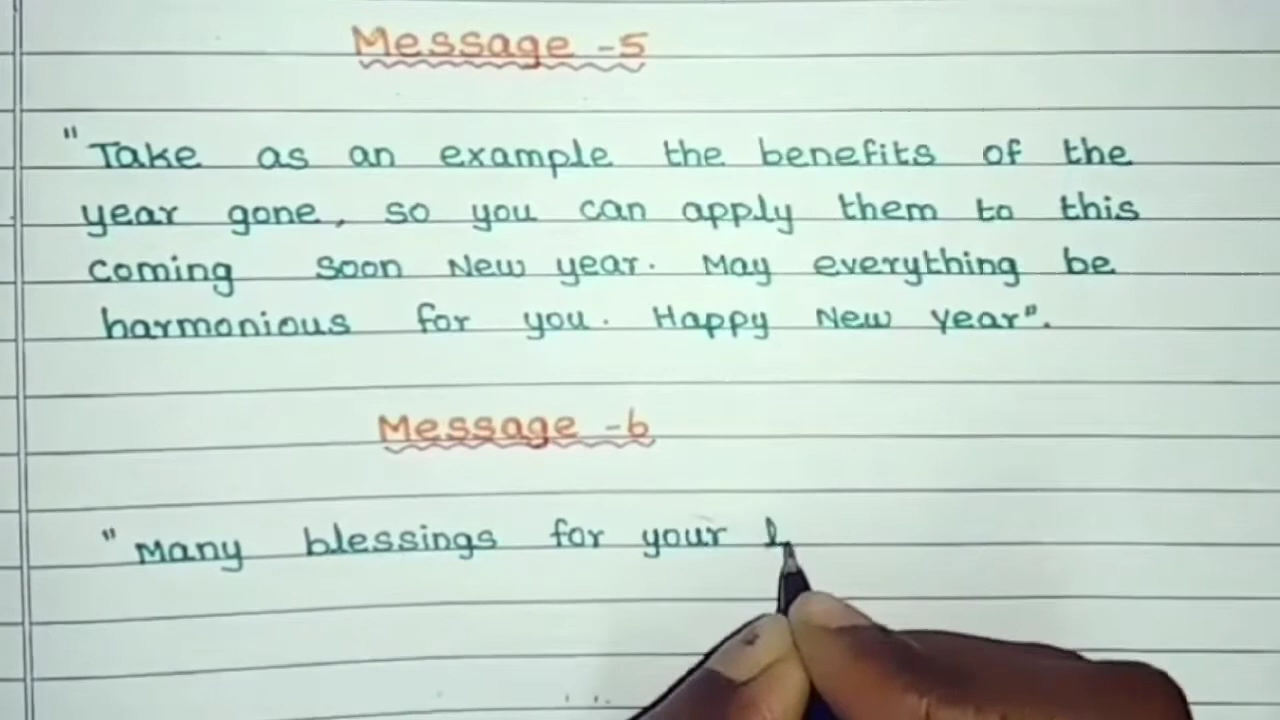 Message -5
"Take as an example the benefits of the
year gone, so you can apply them to this
coming soon New year. May everything be
harmonious for you. Happy New Year".
Message -6
"Many blessings for your